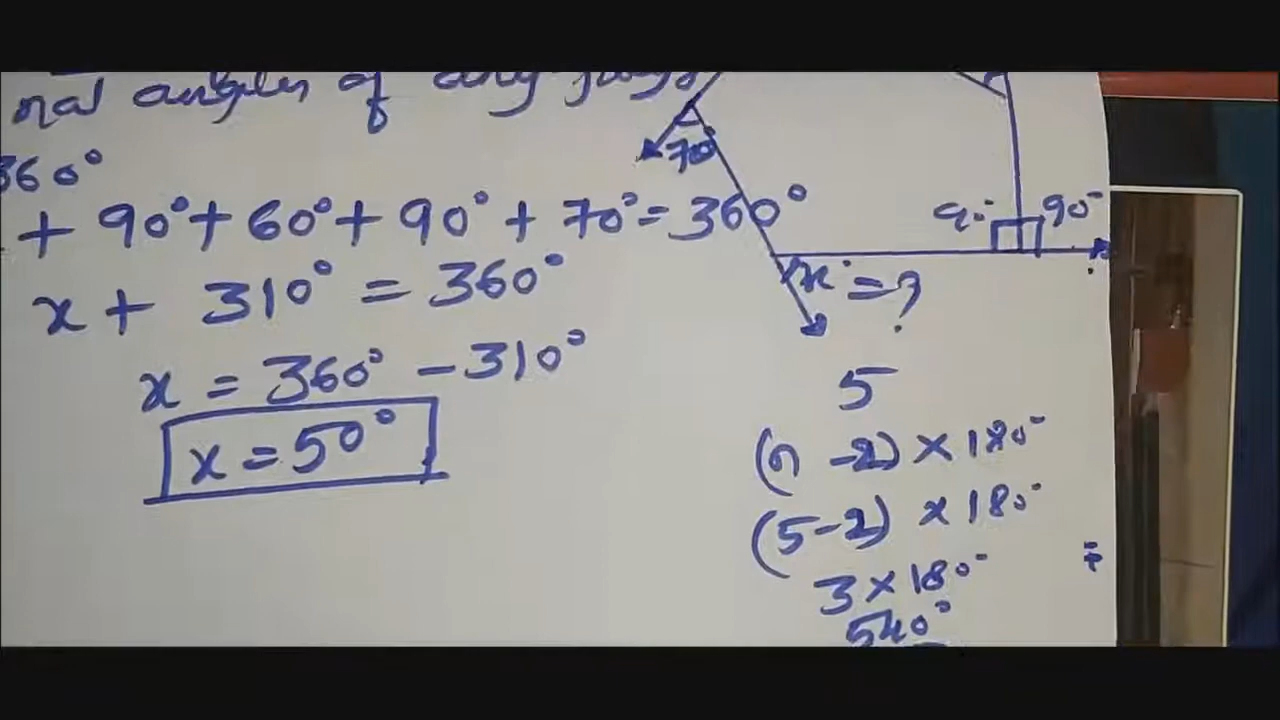 nal angles of any
360°
+ 90° + 60° + 90° + 70° = 360°
x + 310° = 360°
x = 360° - 310°
x = 50°
70°
90° 90°
x° = ?
5
(n - 2) × 180°
(5-2) × 180°
3 × 180°
540°